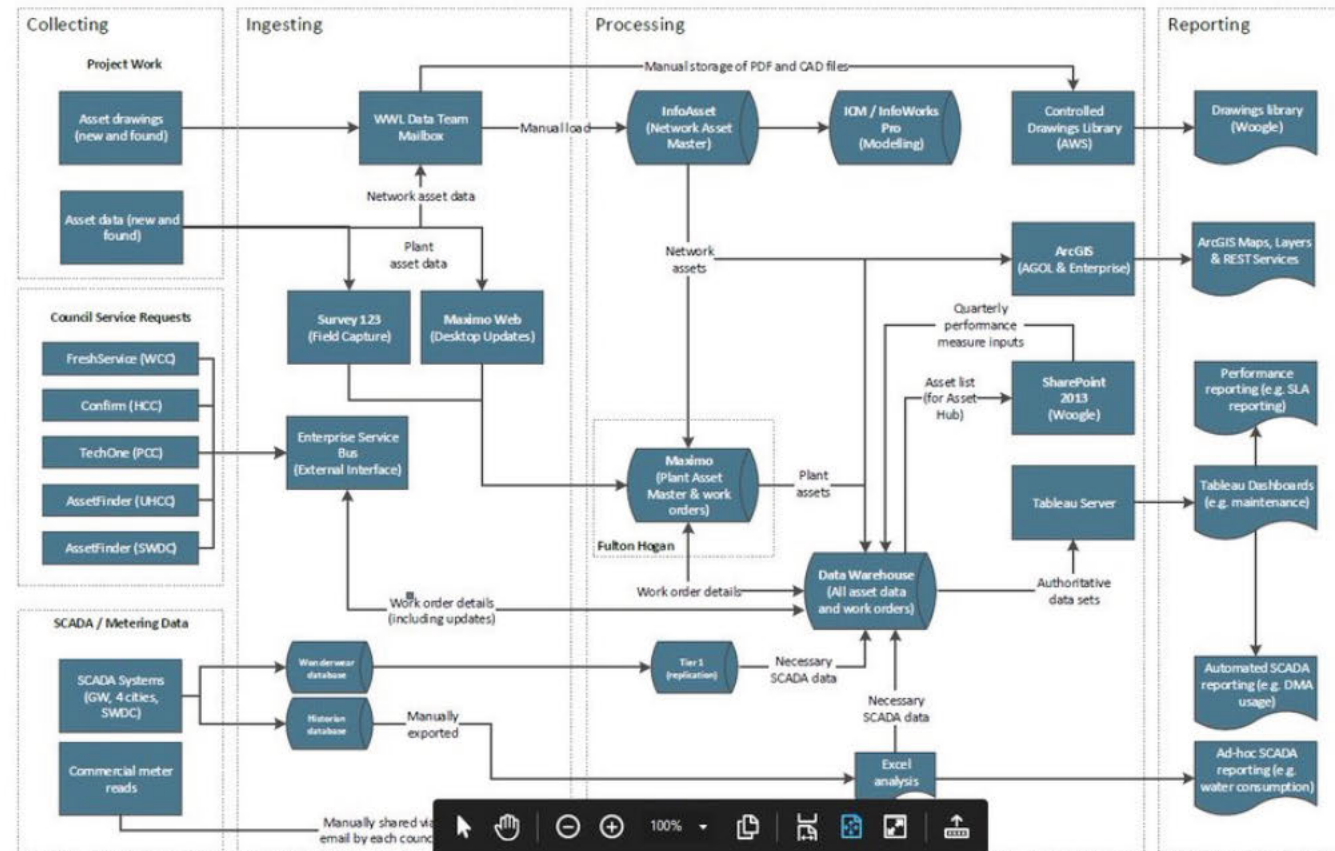 Collecting
Project Work
Asset drawings
(new and found)
Asset data (new and
found)
Council Service Requests
FreshService (WCC)
Confirm (HCC)
TechOne (PCC)
AssetFinder (UHCC)
AssetFinder (SWDC)
SCADA / Metering Data
SCADA Systems
(GW, 4 cities,
SWDC)
Commercial meter
reads
Ingesting
WWL Data Team
Mailbox
Manual load
Network asset data
Plant
asset data
Survey 123
(Field Capture)
Maximo Web
(Desktop Updates)
Enterprise Service
Bus
(External Interface)
Work order details
(including updates)
Wonderwear
database
Historian
database
Manually
exported
Manually shared via
email by each
Processing
Manual storage of PDF and CAD files
InfoAsset
(Network Asset
Master)
ICM / InfoWorks
Pro
(Modelling)
Controlled
Drawings Library
(AWS)
Network
assets
ArcGIS
(AGOL & Enterprise)
Quarterly
performance
measure inputs
Asset list
(for Asset
Hub)
SharePoint
2013
(Woogle)
Maximo
(Plant Asset
Master & work
orders)
Fulton Hogan
Plant
assets
Tableau Server
Work order details
Data Warehouse
(All asset data
and work orders)
Authoritative
data sets
Tier 1
(replication)
Necessary
SCADA data
Necessary
SCADA data
Excel
analysis
Reporting
Drawings library
(Woogle)
ArcGIS Maps, Layers
& REST Services
Performance
reporting (e.g. SLA
reporting)
Tableau Dashboards
(e.g. maintenance)
Automated SCADA
reporting (e.g. DMA
usage)
Ad-hoc SCADA
reporting (e.g.
water consumption)
100%